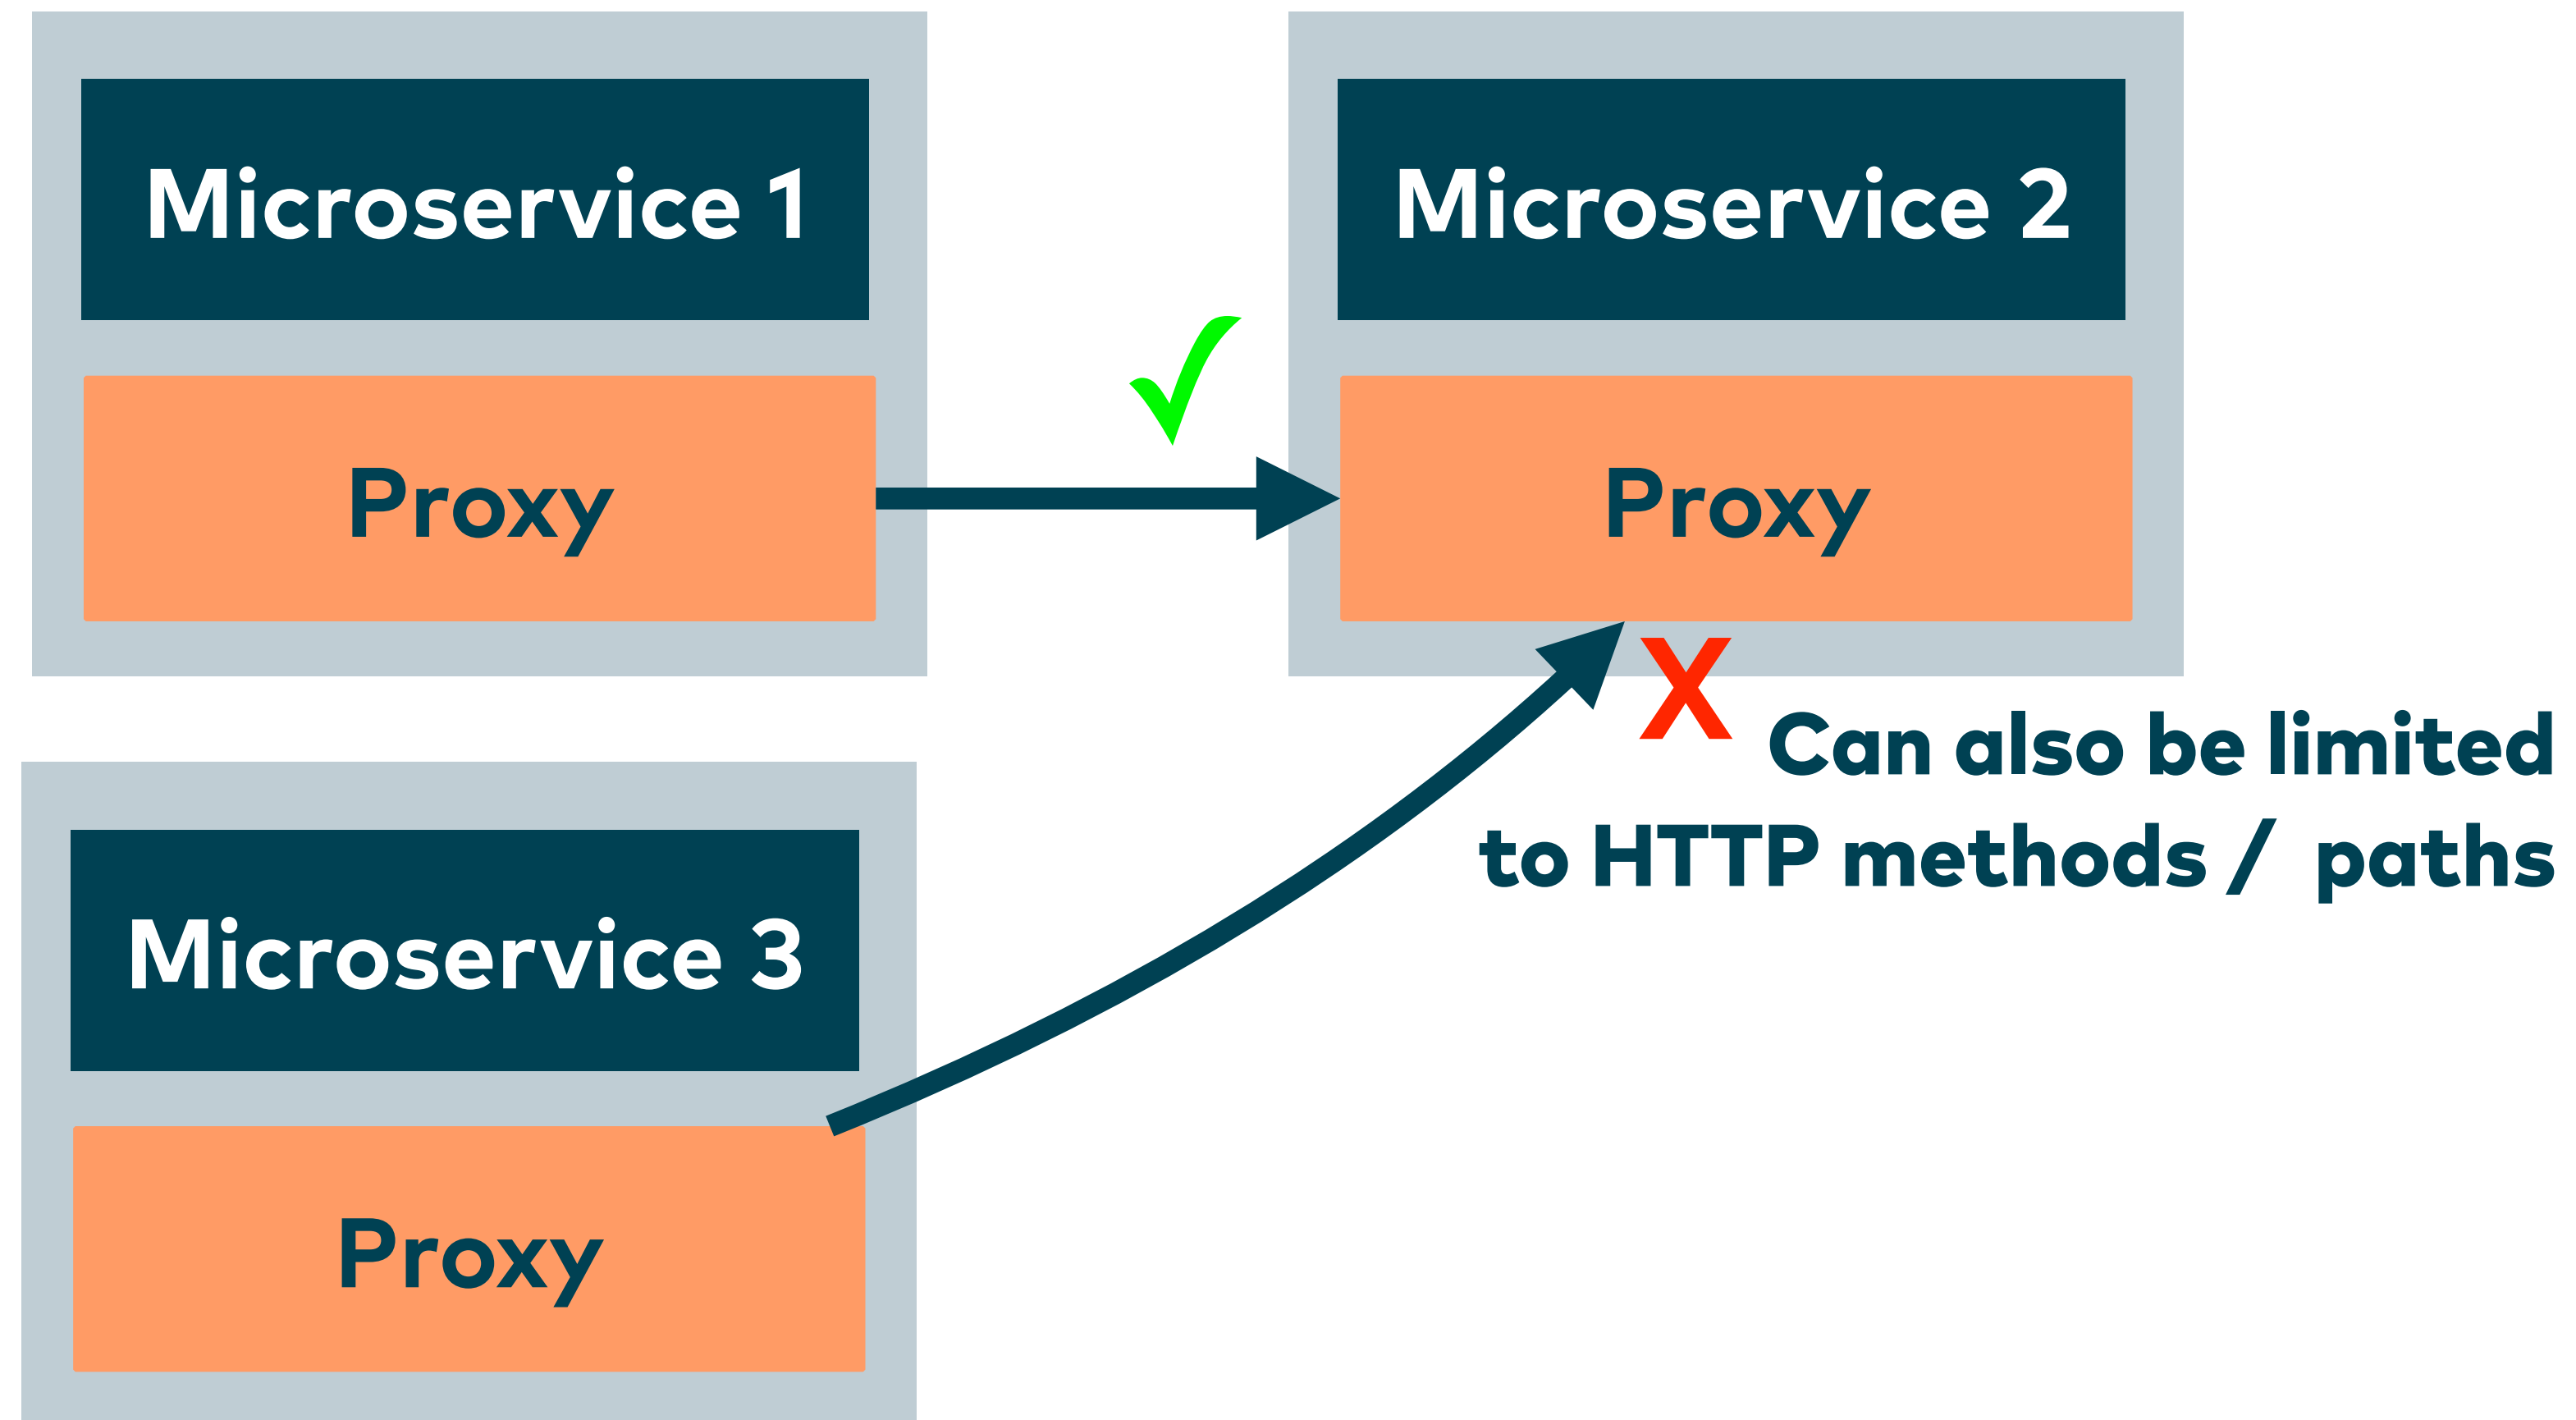 Microservice 1
Proxy
Microservice 2
Proxy
X
Can also be limited
to HTTP methods / paths
Microservice 3
Proxy